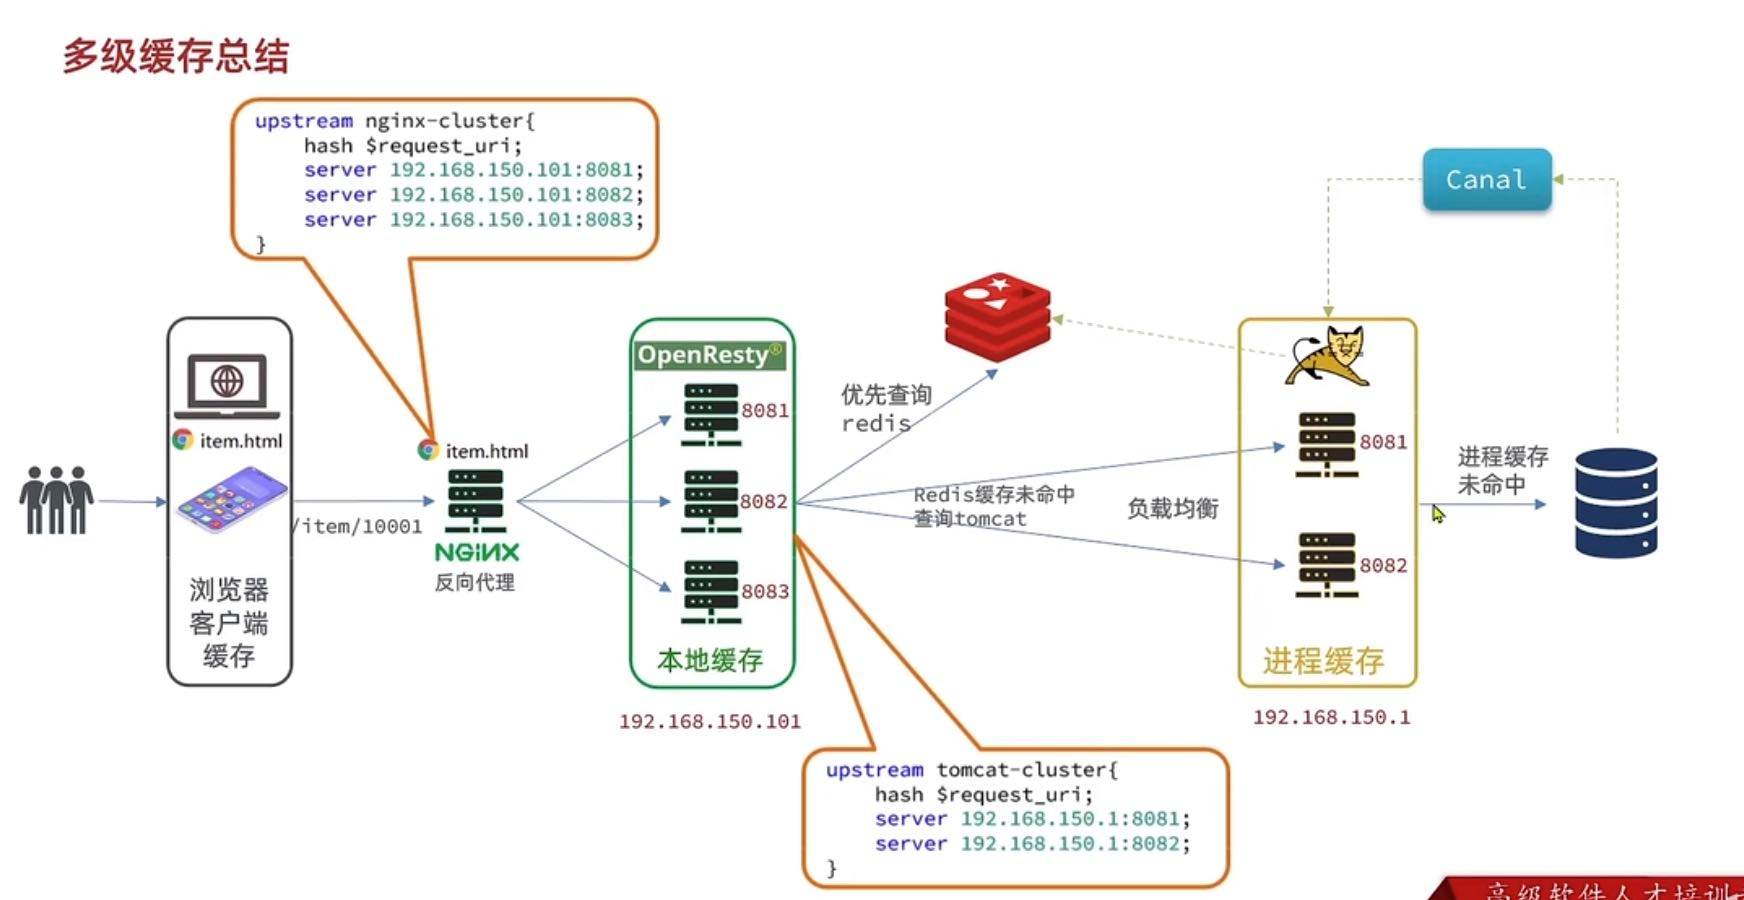 多级缓存总结
upstream nginx-cluster{
hash $request_uri;
server 192.168.150.101:8081;
server 192.168.150.101:8082;
server 192.168.150.101:8083;
}
Canal
item.html
浏览器
客户端
缓存
/item/10001
item.html
NGINX
反向代理
OpenResty®
8081
8082
8083
本地缓存
192.168.150.101
优先查询
redis
Redis缓存未命中
查询tomcat
负载均衡
8081
8082
进程缓存
192.168.150.1
进程缓存
未命中
upstream tomcat-cluster{
hash $request_uri;
server 192.168.150.1:8081;
server 192.168.150.1:8082;
}
高级软件人才培训